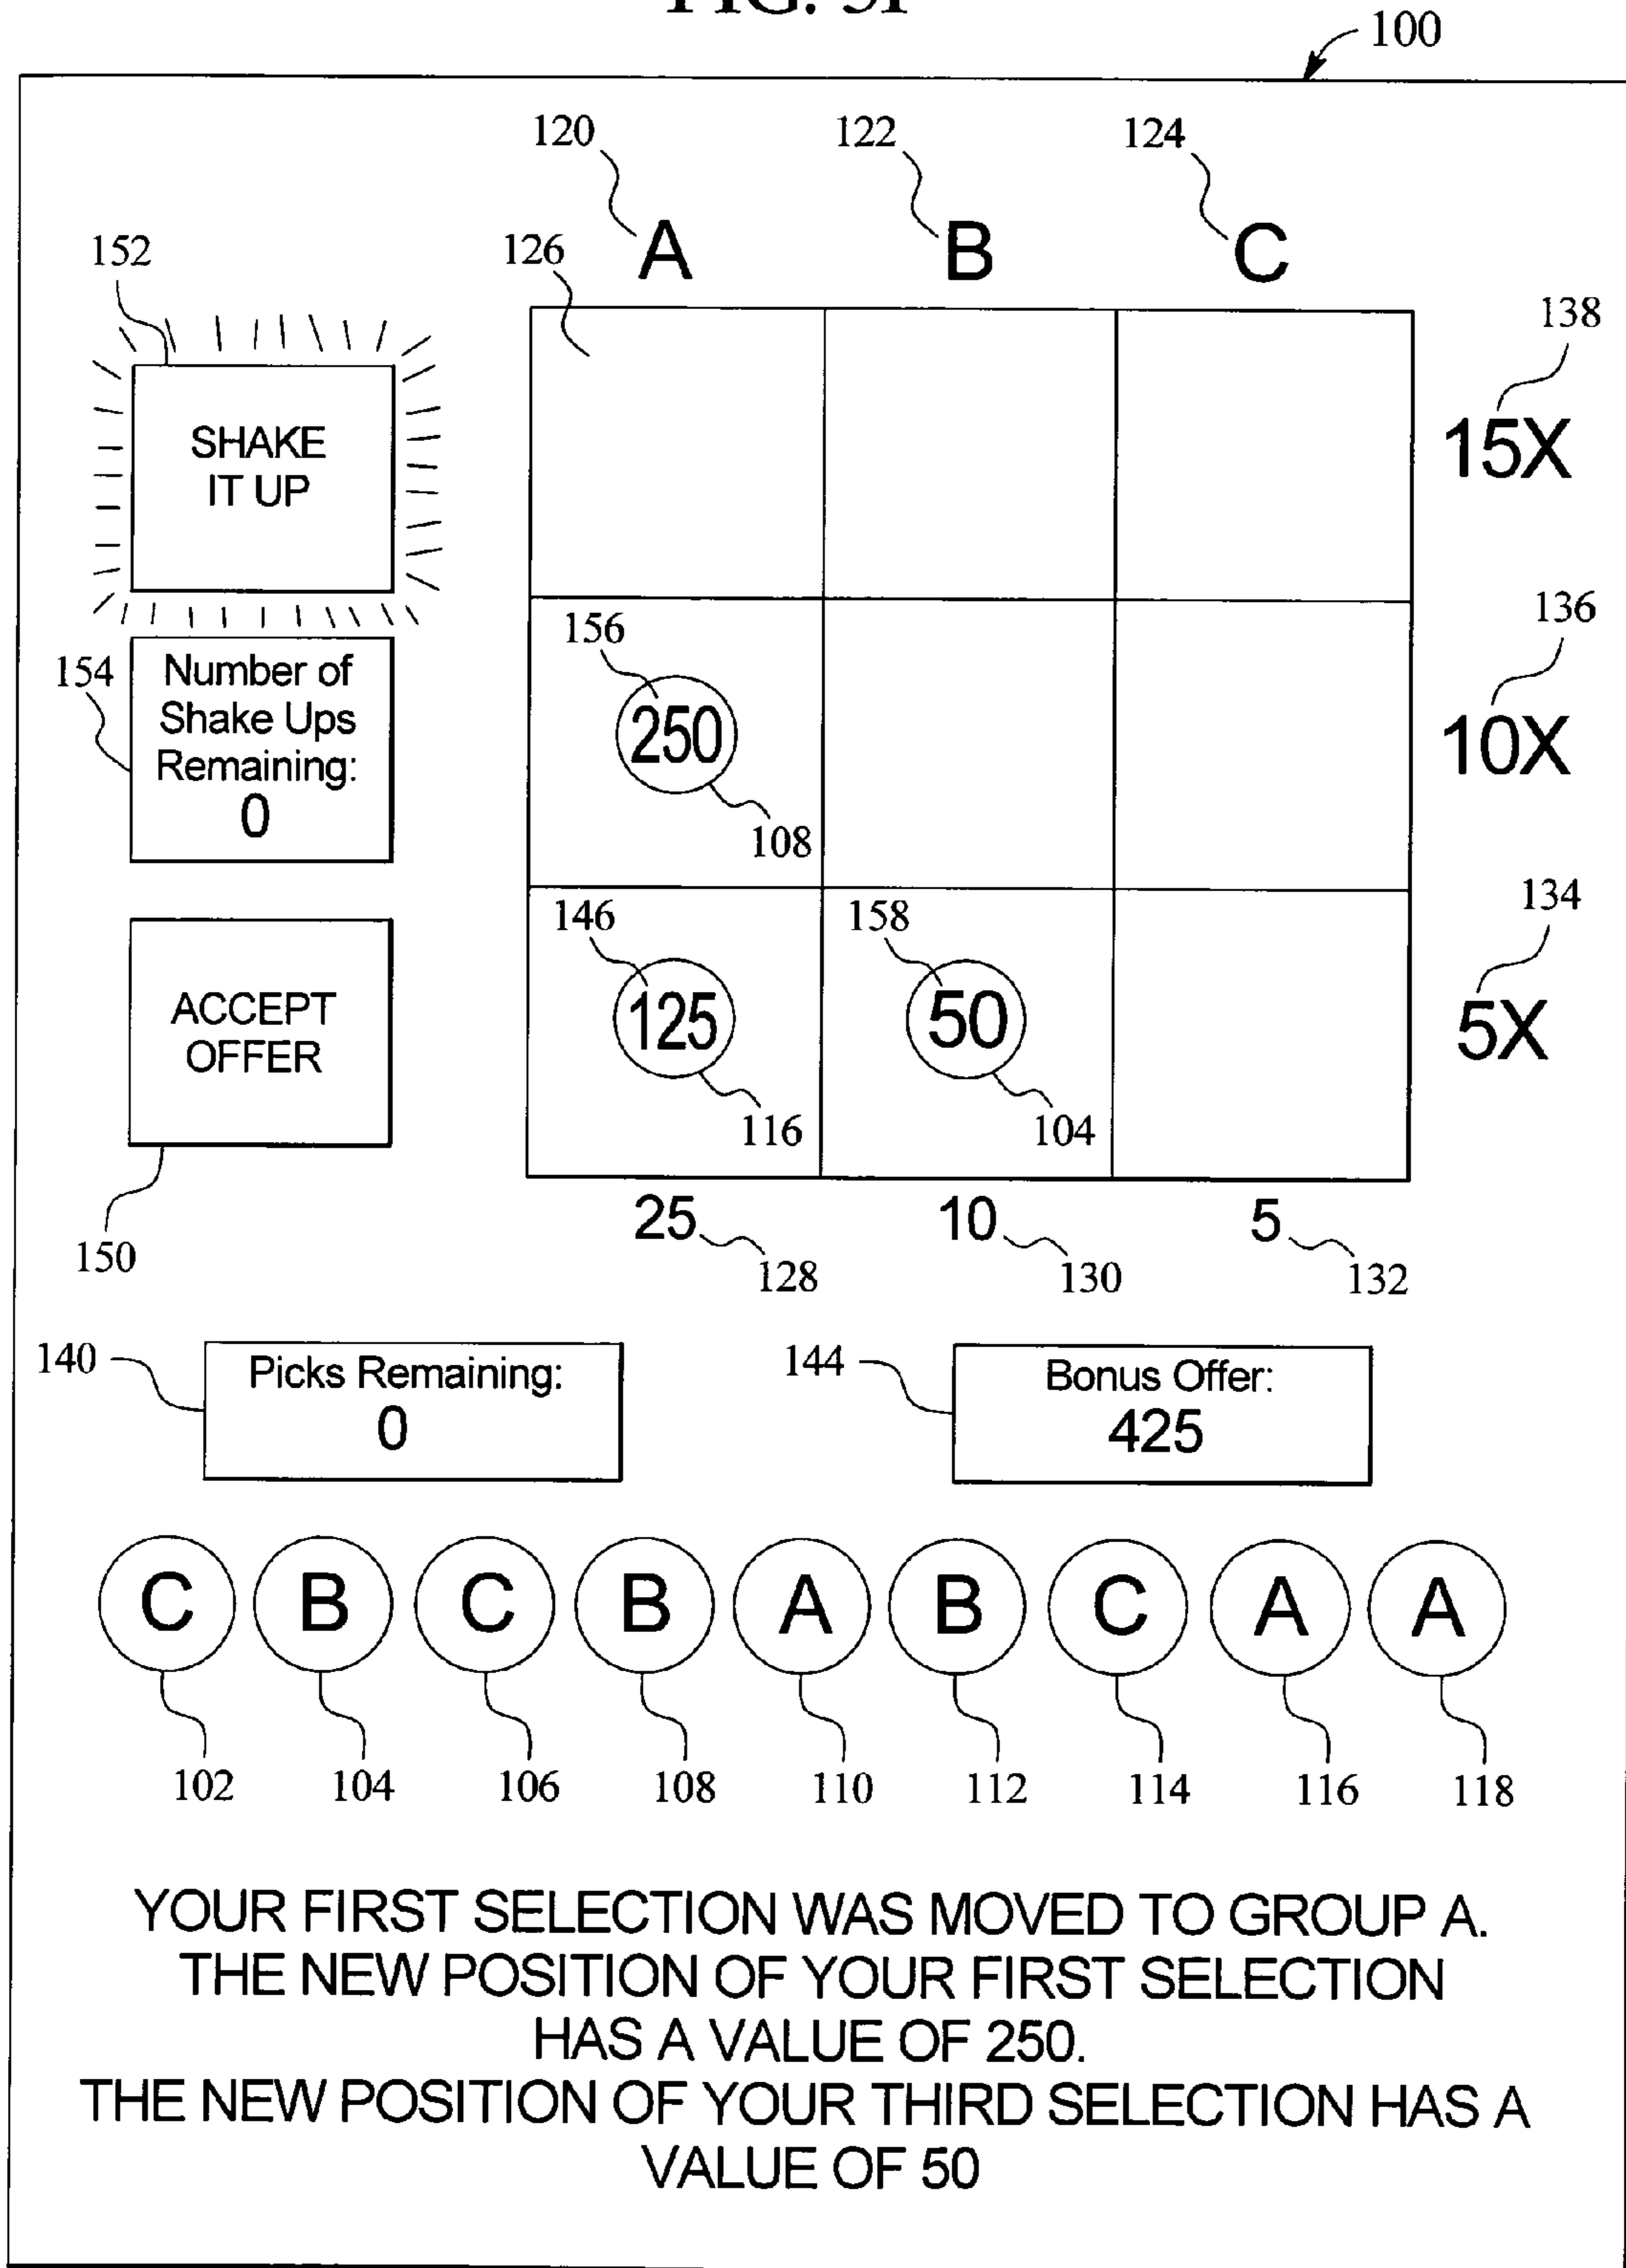 FIG.
100
120
122
124
152
126
A
B
C
138
SHAKE
IT UP
15X
136
154
Number of
Shake Ups
Remaining:
0
156
250
108
10X
134
ACCEPT
OFFER
146
125
116
158
50
104
5X
150
25
10
5
128
130
132
140
Picks Remaining:
0
144
Bonus Offer:
425
C B C B A B C A A
102 104 106 108 110 112 114 116 118
YOUR FIRST SELECTION WAS MOVED TO GROUP A.
THE NEW POSITION OF YOUR FIRST SELECTION
HAS A VALUE OF 250.
THE NEW POSITION OF YOUR THIRD SELECTION HAS A
VALUE OF 50